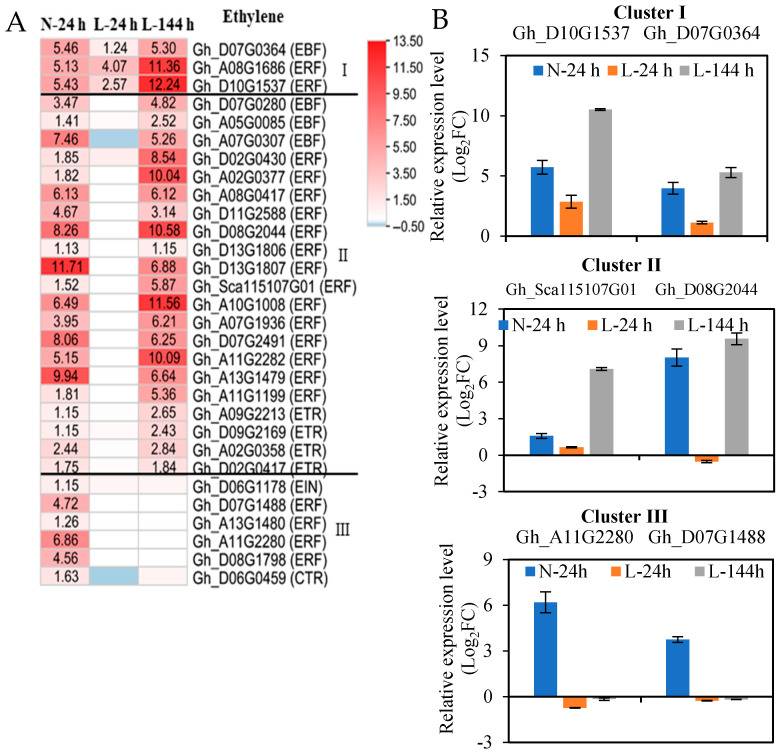 A
N-24 h L-24 h L-144 h Ethylene
5.46 1.24 5.30 Gh_D07G0364 (EBF)
5.13 4.07 11.36 Gh_A08G1686 (ERF)
5.43 2.57 12.24 Gh_D10G1537 (ERF)
I
3.47 4.82 Gh_D07G0280 (EBF)
1.41 2.52 Gh_A05G0085 (EBF)
7.46 5.26 Gh_A07G0307 (EBF)
1.85 8.54 Gh_D02G0430 (ERF)
1.82 10.04 Gh_A02G0377 (ERF)
6.13 6.12 Gh_A08G0417 (ERF)
4.67 3.14 Gh_D11G2588 (ERF)
8.26 10.58 Gh_D08G2044 (ERF)
1.13 1.15 Gh_D13G1806 (ERF)
II
11.71 6.88 Gh_D13G1807 (ERF)
1.52 5.87 Gh_Sca115107G01 (ERF)
6.49 11.56 Gh_A10G1008 (ERF)
3.95 6.21 Gh_A07G1936 (ERF)
8.06 6.25 Gh_D07G2491 (ERF)
5.15 10.09 Gh_A11G2282 (ERF)
9.94 6.64 Gh_A13G1479 (ERF)
1.81 5.36 Gh_A11G1199 (ERF)
1.15 2.65 Gh_A09G2213 (ETR)
1.15 2.43 Gh_D09G2169 (ETR)
2.44 2.84 Gh_A02G0358 (ETR)
1.75 1.84 Gh_D02G0417 (ETR)
1.15 Gh_D06G1178 (EIN)
4.72 Gh_D07G1488 (ERF)
1.26 Gh_A13G1480 (ERF)
III
6.86 Gh_A11G2280 (ERF)
4.56 Gh_D08G1798 (ERF)
1.63 Gh_D06G0459 (CTR)
13.50
11.50
9.50
7.50
5.50
3.50
1.50
−0.50
B
Cluster I
Gh_D10G1537 Gh_D07G0364
N-24 h L-24 h L-144 h
15
10
5
0
Relative expression level
(Log2FC)
Cluster II
Gh_Sca115107G01 Gh_D08G2044
N-24 h L-24 h L-144 h
12
9
6
3
0
-3
Relative expression level
(Log2FC)
Cluster III
Gh_A11G2280 Gh_D07G1488
N-24h L-24h L-144h
9
6
3
0
-3
Relative expression level
(Log2FC)